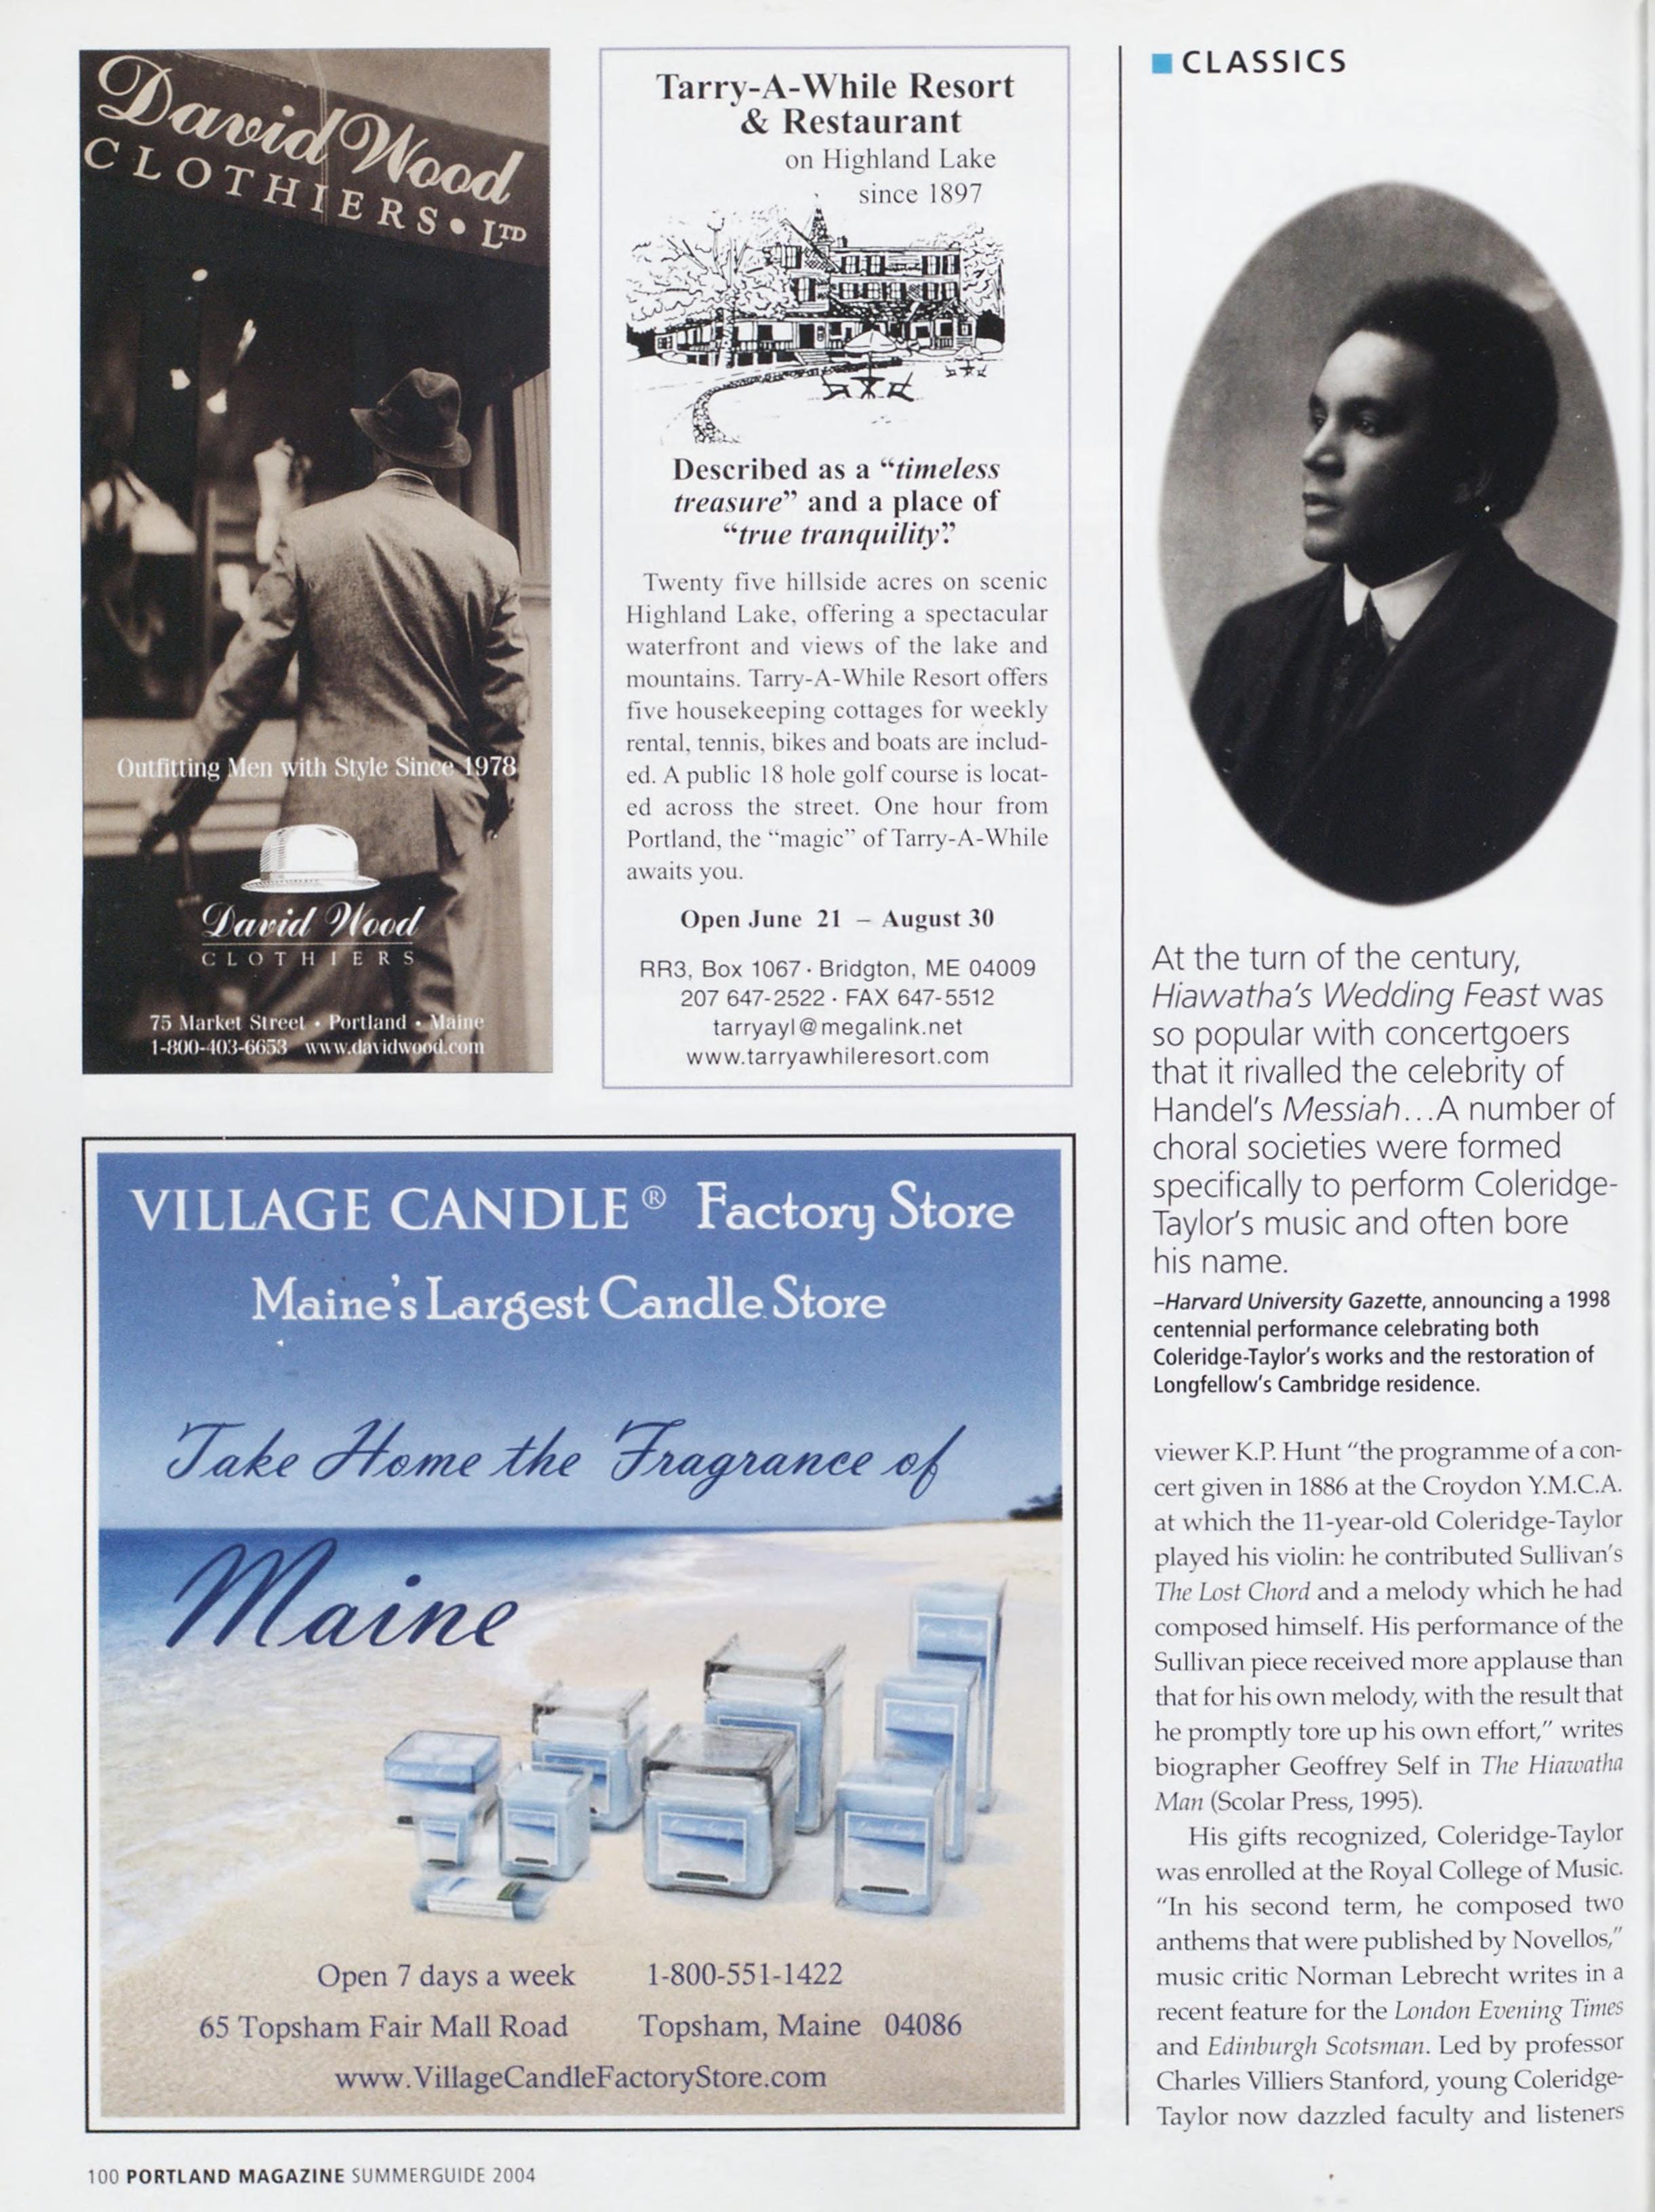 David Wood
CLOTHIERS • LTD
Outfitting Men with Style Since 1978
David Wood
CLOTHIERS
75 Market Street • Portland • Maine
1-800-403-6653 www.davidwood.com
Tarry-A-While Resort
& Restaurant
on Highland Lake
since 1897
Described as a “timeless
treasure” and a place of
“true tranquility”.
Twenty five hillside acres on scenic
Highland Lake, offering a spectacular
waterfront and views of the lake and
mountains. Tarry-A-While Resort offers
five housekeeping cottages for weekly
rental, tennis, bikes and boats are includ-
ed. A public 18 hole golf course is locat-
ed across the street. One hour from
Portland, the “magic” of Tarry-A-While
awaits you.
Open June 21 – August 30
RR3, Box 1067 · Bridgton, ME 04009
207 647-2522 · FAX 647-5512
tarryayl@megalink.net
www.tarryawhileresort.com
VILLAGE CANDLE® Factory Store
Maine's Largest Candle Store
Take Home the Fragrance of
Maine
Open 7 days a week 1-800-551-1422
65 Topsham Fair Mall Road Topsham, Maine 04086
www.VillageCandleFactoryStore.com
CLASSICS
At the turn of the century,
Hiawatha's Wedding Feast was
so popular with concertgoers
that it rivalled the celebrity of
Handel's Messiah...A number of
choral societies were formed
specifically to perform Coleridge-
Taylor's music and often bore
his name.
–Harvard University Gazette, announcing a 1998
centennial performance celebrating both
Coleridge-Taylor's works and the restoration of
Longfellow's Cambridge residence.
viewer K.P. Hunt “the programme of a con-
cert given in 1886 at the Croydon Y.M.C.A.
at which the 11-year-old Coleridge-Taylor
played his violin: he contributed Sullivan's
The Lost Chord and a melody which he had
composed himself. His performance of the
Sullivan piece received more applause than
that for his own melody, with the result that
he promptly tore up his own effort,” writes
biographer Geoffrey Self in The Hiawatha
Man (Scolar Press, 1995).
His gifts recognized, Coleridge-Taylor
was enrolled at the Royal College of Music.
“In his second term, he composed two
anthems that were published by Novellos,”
music critic Norman Lebrecht writes in a
recent feature for the London Evening Times
and Edinburgh Scotsman. Led by professor
Charles Villiers Stanford, young Coleridge-
Taylor now dazzled faculty and listeners
100 PORTLAND MAGAZINE SUMMERGUIDE 2004